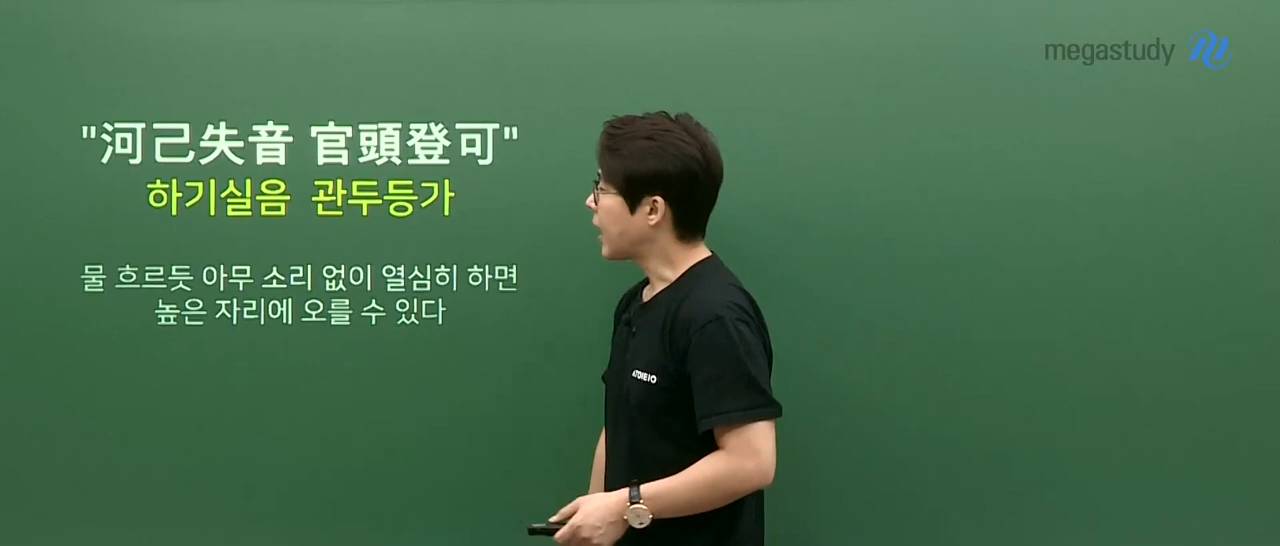 megastudy
"河己失音 官頭登可"
하기실음 관두등가
물 흐르듯 아무 소리 없이 열심히 하면
높은 자리에 오를 수 있다